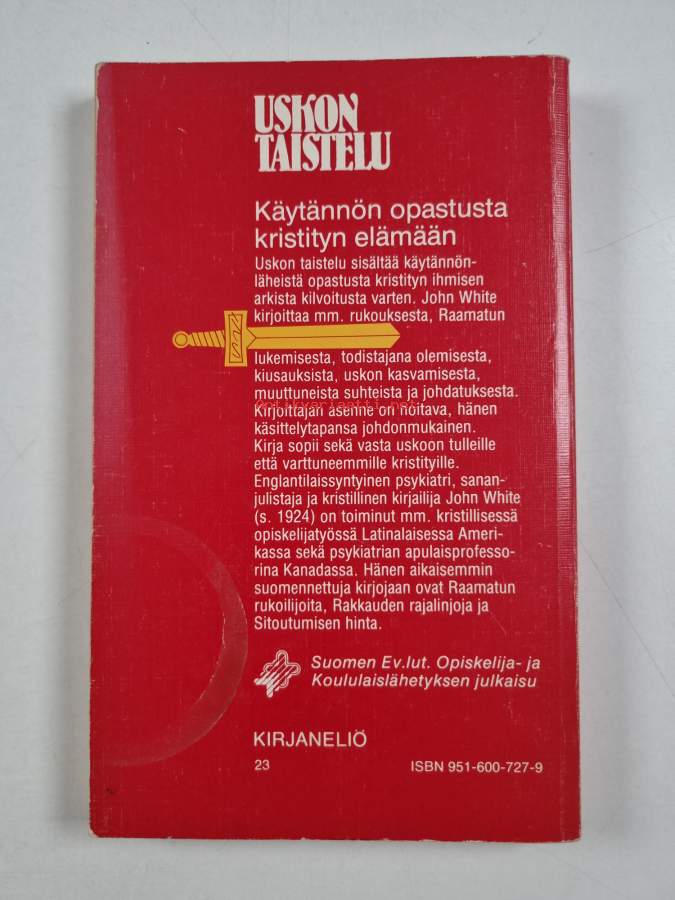 USKON
TAISTELU
Käytännön opastusta
kristityn elämään
Uskon taistelu sisältää käytännön-
läheistä opastusta kristityn ihmisen
arkista kilvoitusta varten. John White
kirjoittaa mm. rukouksesta, Raamatun
lukemisesta, todistajana olemisesta,
kiusauksista, uskon kasvamisesta,
muuttuneista suhteista ja johdatuksesta.
Antikvariaatti.net
Kirjoittajan asenne on hoitava, hänen
käsittelytapansa johdonmukainen.
Kirja sopii sekä vasta uskoon tulleille
että varttuneemmille kristityille.
Englantilaissyntyinen psykiatri, sanan-
julistaja ja kristillinen kirjailija John White
(s. 1924) on toiminut mm. kristillisessä
opiskelijatyössä Latinalaisessa Ameri-
kassa sekä psykiatrian apulaisprofesso-
rina Kanadassa. Hänen aikaisemmin
suomennettuja kirjojaan ovat Raamatun
rukoilijoita, Rakkauden rajalinjoja ja
Sitoutumisen hinta.
Suomen Ev.lut. Opiskelija- ja
Koululaislähetyksen julkaisu
KIRJANELIÖ
23
ISBN 951-600-727-9